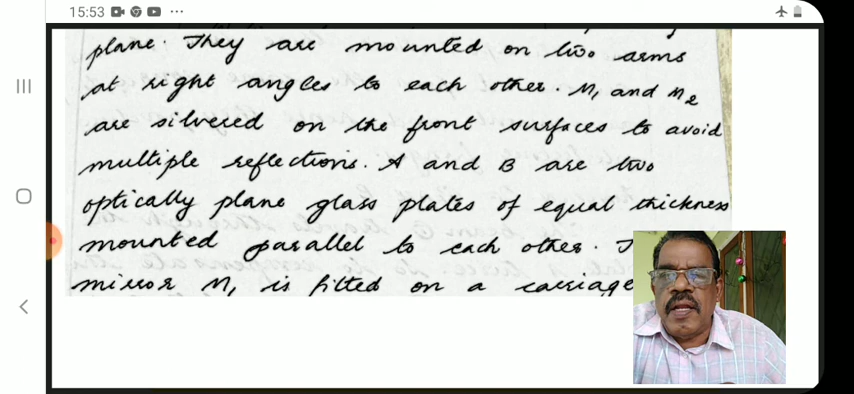 15:53
plane. They are mounted on two arms
at right angles to each other. M1 and M2
are silvered on the front surfaces to avoid
multiple reflections. A and B are two
optically plane glass plates of equal thickness
mounted parallel to each other.
mirror M1 is fitted on a carriage